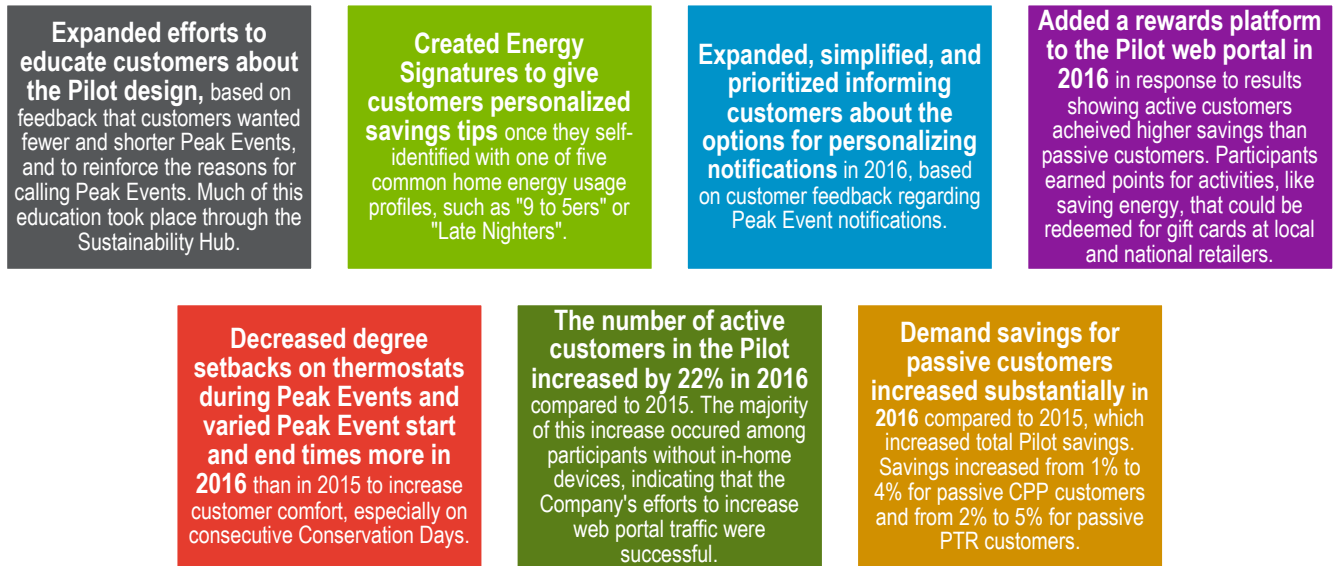 Expanded efforts to
educate customers about
the Pilot design, based on
feedback that customers wanted
fewer and shorter Peak Events,
and to reinforce the reasons for
calling Peak Events. Much of this
education took place through the
Sustainability Hub.
Created Energy
Signatures to give
customers personalized
savings tips once they self-
identified with one of five
common home energy usage
profiles, such as "9 to 5ers" or
"Late Nighters".
Expanded, simplified, and
prioritized informing
customers about the
options for personalizing
notifications in 2016, based
on customer feedback regarding
Peak Event notifications.
Added a rewards platform
to the Pilot web portal in
2016 in response to results
showing active customers
acheived higher savings than
passive customers. Participants
earned points for activities, like
saving energy, that could be
redeemed for gift cards at local
and national retailers.
Decreased degree
setbacks on thermostats
during Peak Events and
varied Peak Event start
and end times more in
2016 than in 2015 to increase
customer comfort, especially on
consecutive Conservation Days.
The number of active
customers in the Pilot
increased by 22% in 2016
compared to 2015. The majority
of this increase occured among
participants without in-home
devices, indicating that the
Company's efforts to increase
web portal traffic were
successful.
Demand savings for
passive customers
increased substantially in
2016 compared to 2015, which
increased total Pilot savings.
Savings increased from 1% to
4% for passive CPP customers
and from 2% to 5% for passive
PTR customers.